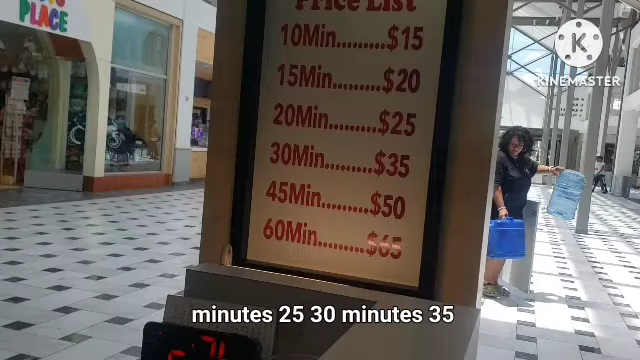 PLACE
Price List
10Min.........$15
15Min.........$20
20Min.........$25
30Min.........$35
45Min.........$50
60Min.........$65
KINEMASTER
minutes 25 30 minutes 35